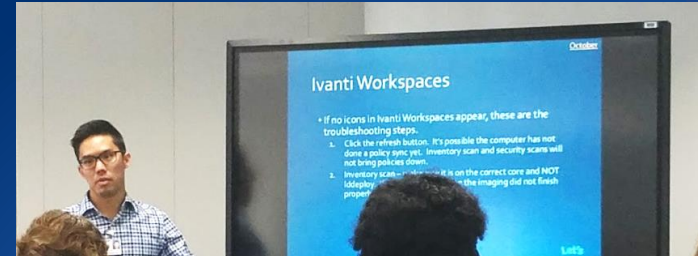 October
Ivanti Workspaces
• If no icons in Ivanti Workspaces appear, these are the
troubleshooting steps.
1. Click the refresh button. It's possible the computer has not
done a policy sync yet. Inventory scan and security scans will
not bring policies down.
2. Inventory scan – it is on the correct core and NOT
lddeploy the imaging did not finish
Let's